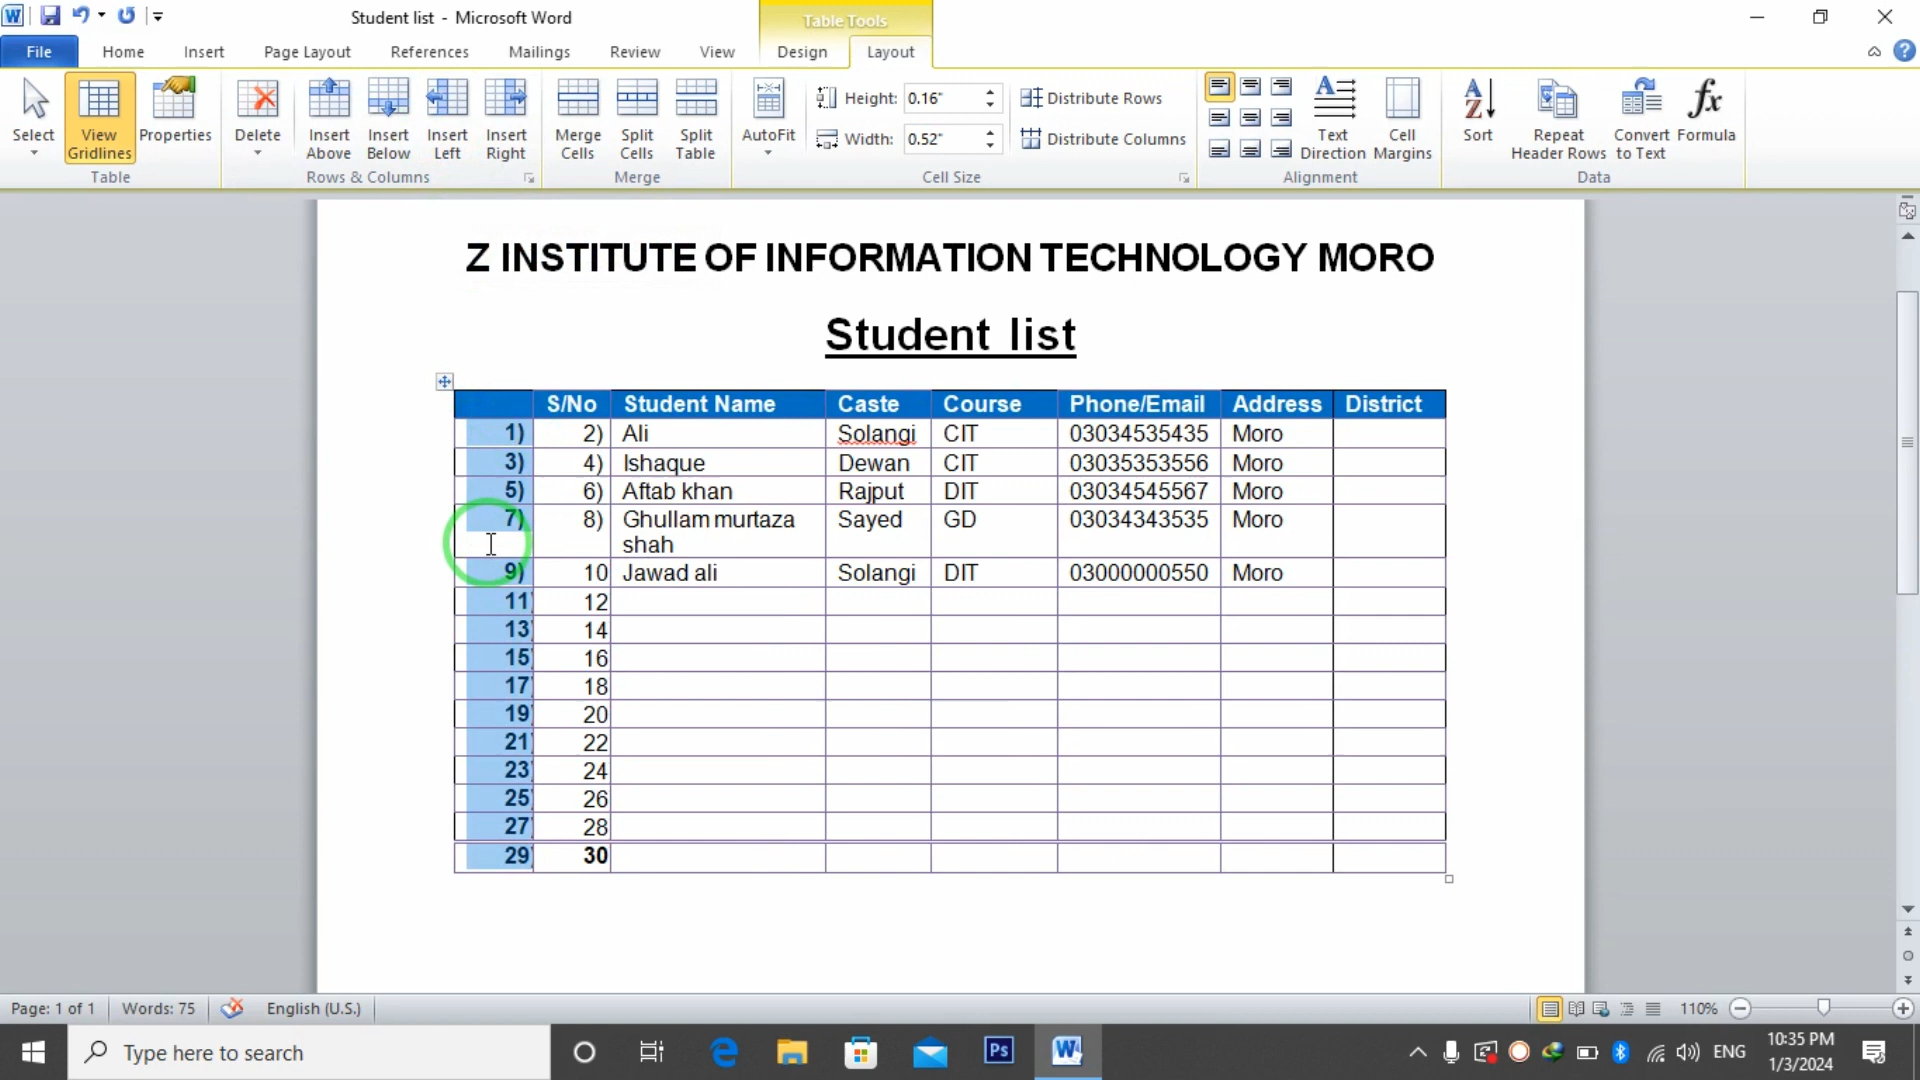 Student list - Microsoft Word
Table Tools
File Home Insert Page Layout References Mailings Review View Design Layout
Select
View Gridlines
Properties
Delete
Insert Above
Insert Below
Insert Left
Insert Right
Merge Cells
Split Cells
Split Table
AutoFit
Height: 0.16"
Width: 0.52"
Distribute Rows
Distribute Columns
Text Direction
Cell Margins
Sort
Repeat Header Rows
Convert to Text
Formula
Table Rows & Columns Merge Cell Size Alignment Data
Z INSTITUTE OF INFORMATION TECHNOLOGY MORO
Student list
S/No Student Name Caste Course Phone/Email Address District
1) 2) Ali Solangi CIT 03034535435 Moro
3) 4) Ishaque Dewan CIT 03035353556 Moro
5) 6) Aftab khan Rajput DIT 03034545567 Moro
7) 8) Ghullam murtaza Sayed GD 03034343535 Moro
shah
9) 10 Jawad ali Solangi DIT 03000000550 Moro
11) 12
13) 14
15) 16
17) 18
19) 20
21) 22
23) 24
25) 26
27) 28
29) 30
Page: 1 of 1 Words: 75 English (U.S.) 110%
Type here to search
Ps
ENG
10:35 PM
1/3/2024